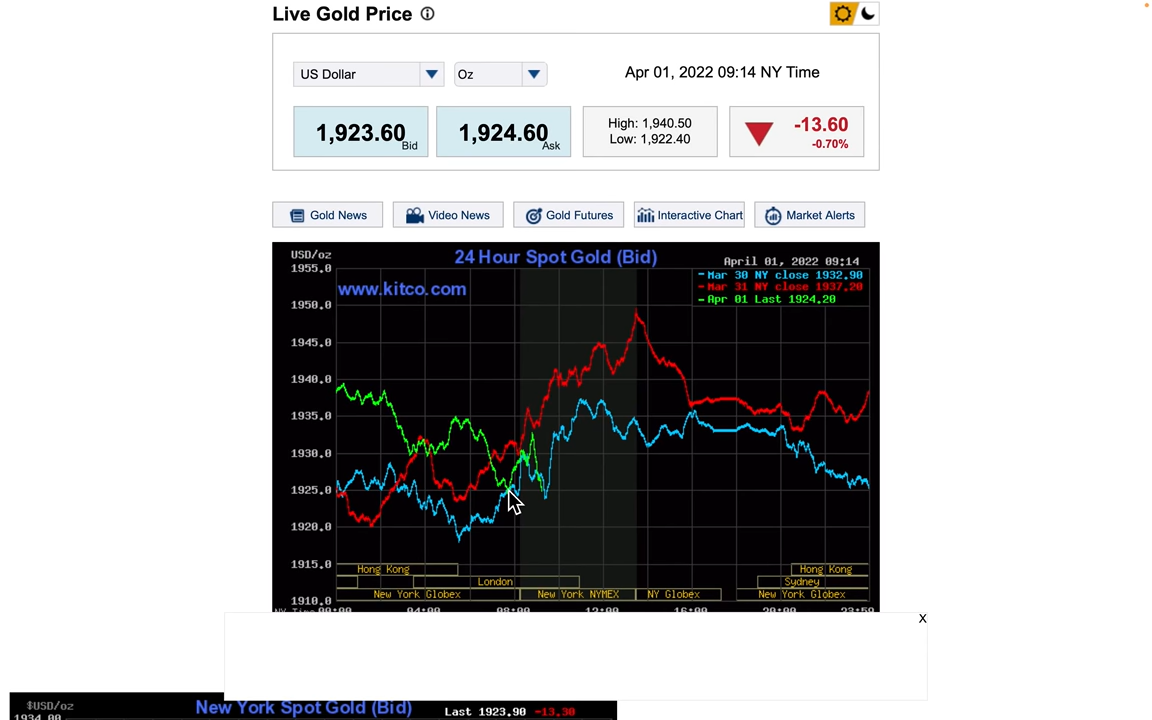 Live Gold Price
US Dollar
Oz
Apr 01, 2022 09:14 NY Time
1,923.60 Bid
1,924.60 Ask
High: 1,940.50
Low: 1,922.40
-13.60
-0.70%
Gold News
Video News
Gold Futures
Interactive Chart
Market Alerts
USD/oz
24 Hour Spot Gold (Bid)
April 01, 2022 09:14
www.kitco.com
Mar 30 NY close 1932.90
Mar 31 NY close 1937.20
Apr 01 Last 1924.20
1955.0
1950.0
1945.0
1940.0
1935.0
1930.0
1925.0
1920.0
1915.0
1910.0
Hong Kong
Hong Kong
London
Sydney
New York Globex
New York NYMEX
NY Globex
New York Globex
NY Time 00:00 04:00 08:00 12:00 16:00 20:00 23:59
X
$USD/oz
New York Spot Gold (Bid)
Last 1923.90 -13.30
1934.00